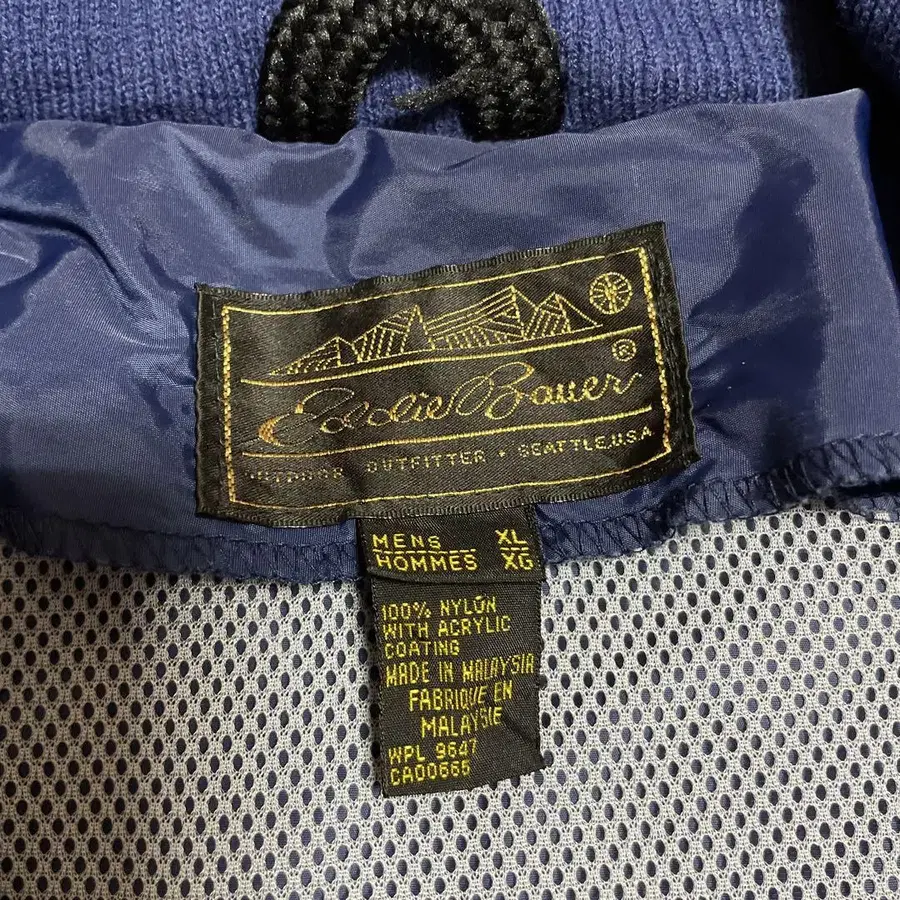 Eddie Bauer®
OUTDOOR OUTFITTER • SEATTLE,U.S.A
MENS XL
HOMMES XG
100% NYLON
WITH ACRYLIC
COATING
MADE IN MALAYSIA
FABRIQUE EN
MALAYSIE
WPL 9647
CA00665